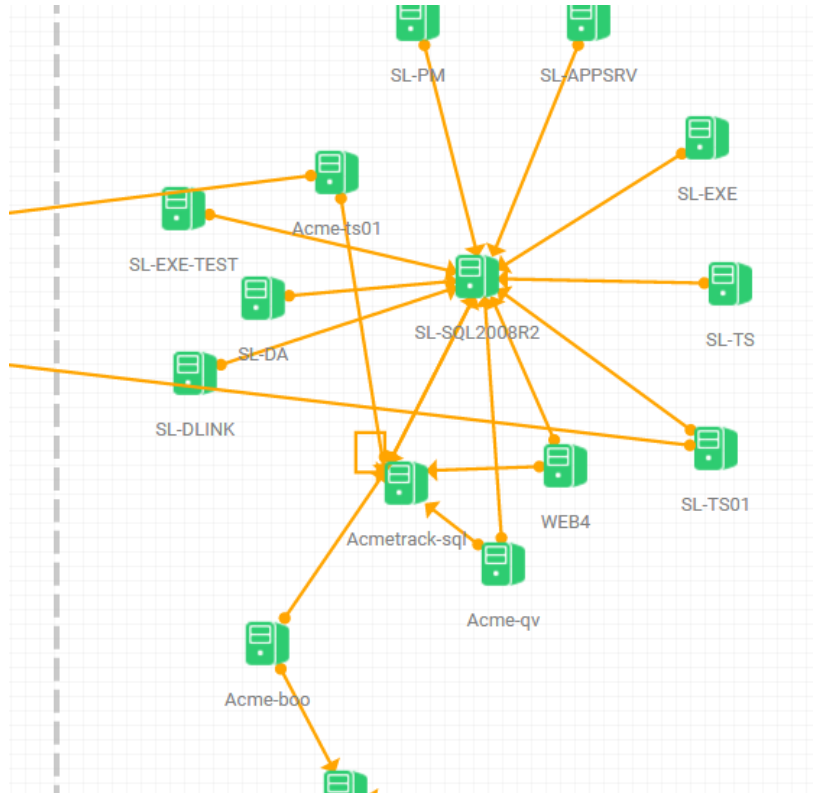 SL-PM
SL-APPSRV
SL-EXE
Acme-ts01
SL-EXE-TEST
SL-SQL2008R2
SL-TS
SL-DA
SL-DLINK
SL-TS01
WEB4
Acmetrack-sql
Acme-qv
Acme-boo